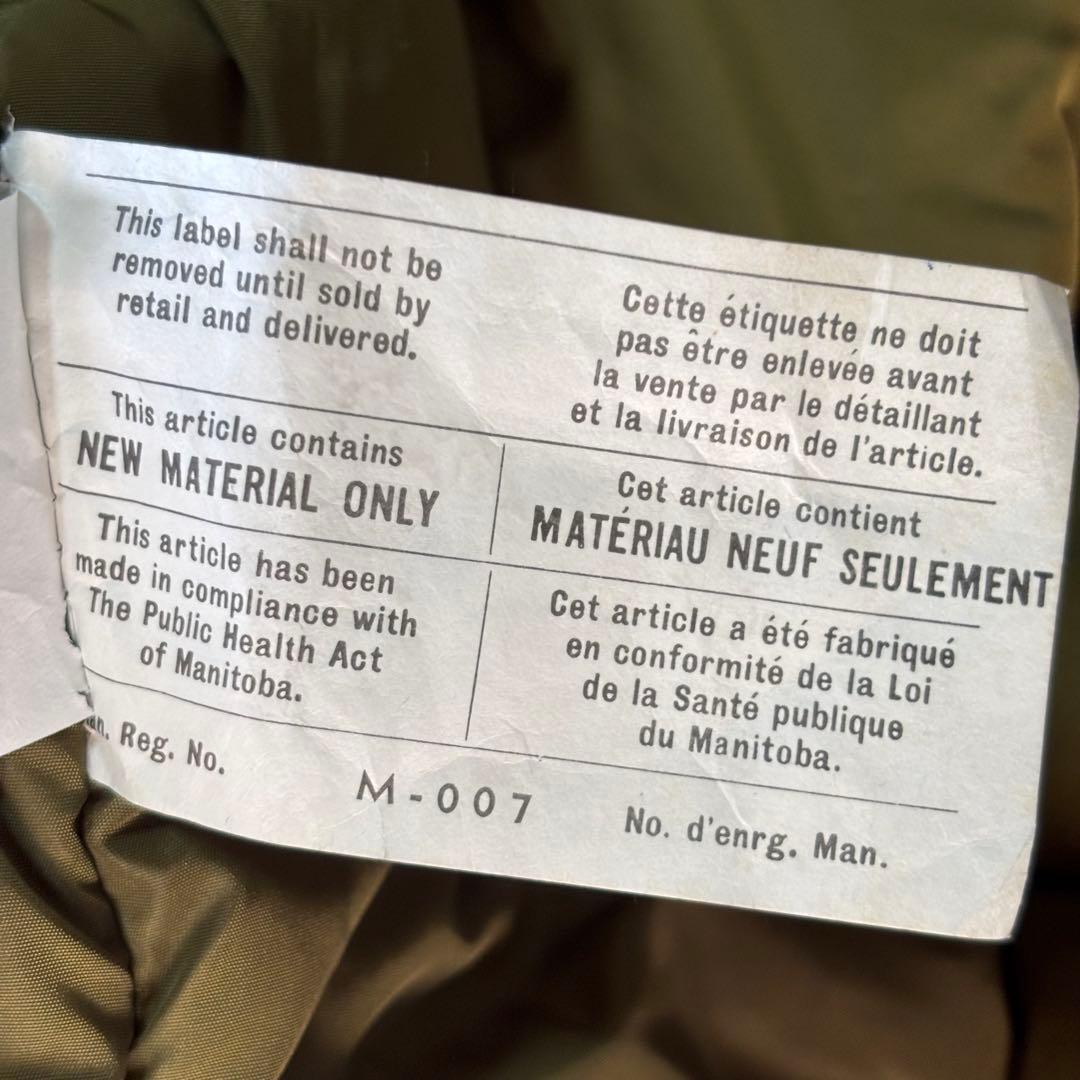 This label shall not be
removed until sold by
retail and delivered.
Cette étiquette ne doit
pas être enlevée avant
la vente par le détaillant
et la livraison de l'article.
This article contains
NEW MATERIAL ONLY
Cet article contient
MATÉRIAU NEUF SEULEMENT
This article has been
made in compliance with
The Public Health Act
of Manitoba.
Cet article a été fabriqué
en conformité de la Loi
de la Santé publique
du Manitoba.
Reg. No.
M-007
No. d'enrg. Man.